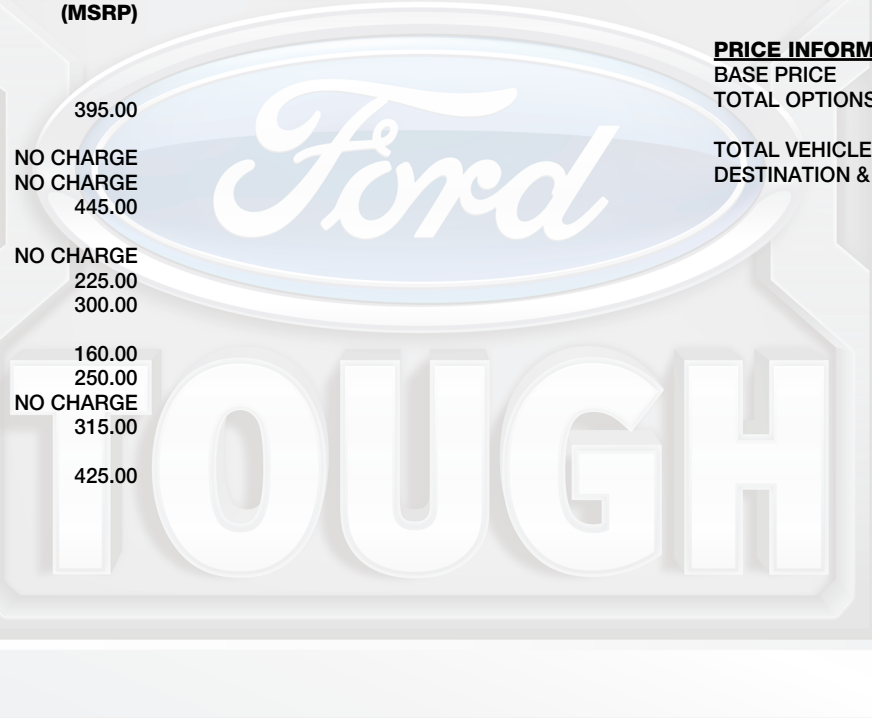 (MSRP)
395.00
NO CHARGE
NO CHARGE
445.00
NO CHARGE
225.00
300.00
160.00
250.00
NO CHARGE
315.00
425.00
PRICE INFORM
BASE PRICE
TOTAL OPTIONS
TOTAL VEHICLE
DESTINATION &
Ford
TOUGH